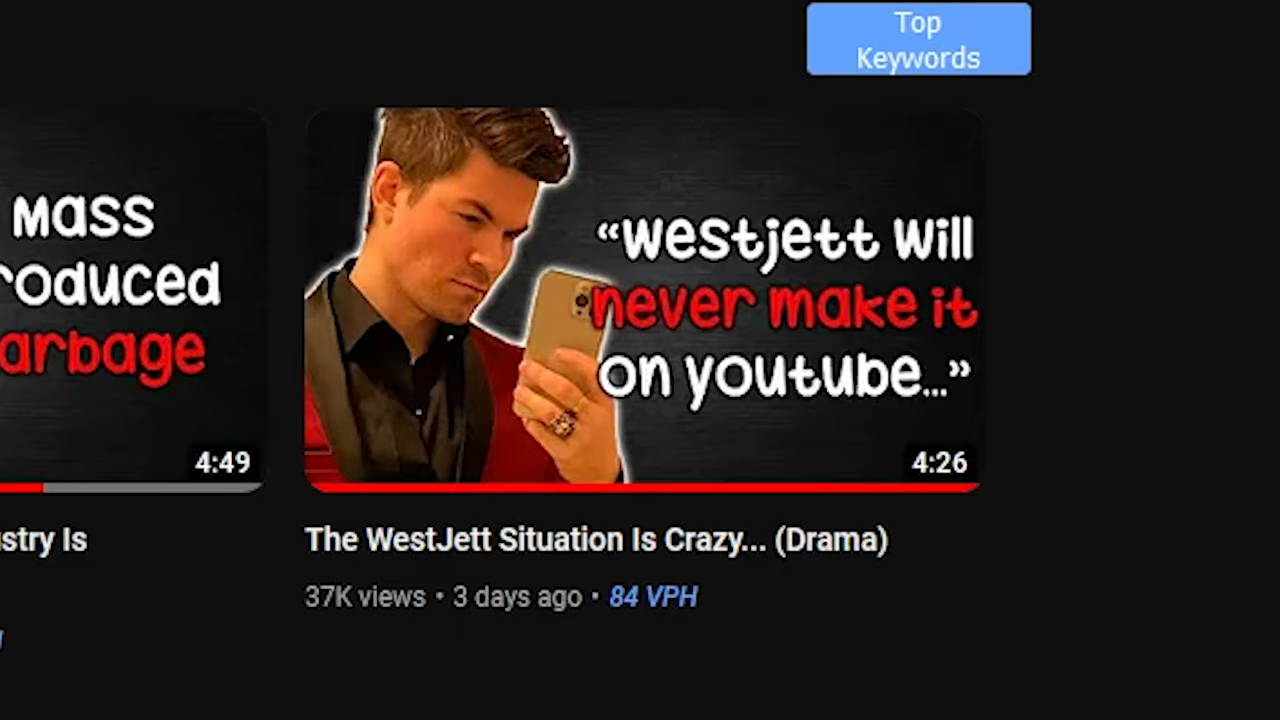 Top
Keywords
mass
roduced
arbage
4:49
stry Is
“westjett will
never make it
on youtube...”
4:26
The WestJett Situation Is Crazy... (Drama)
37K views • 3 days ago • 84 VPH